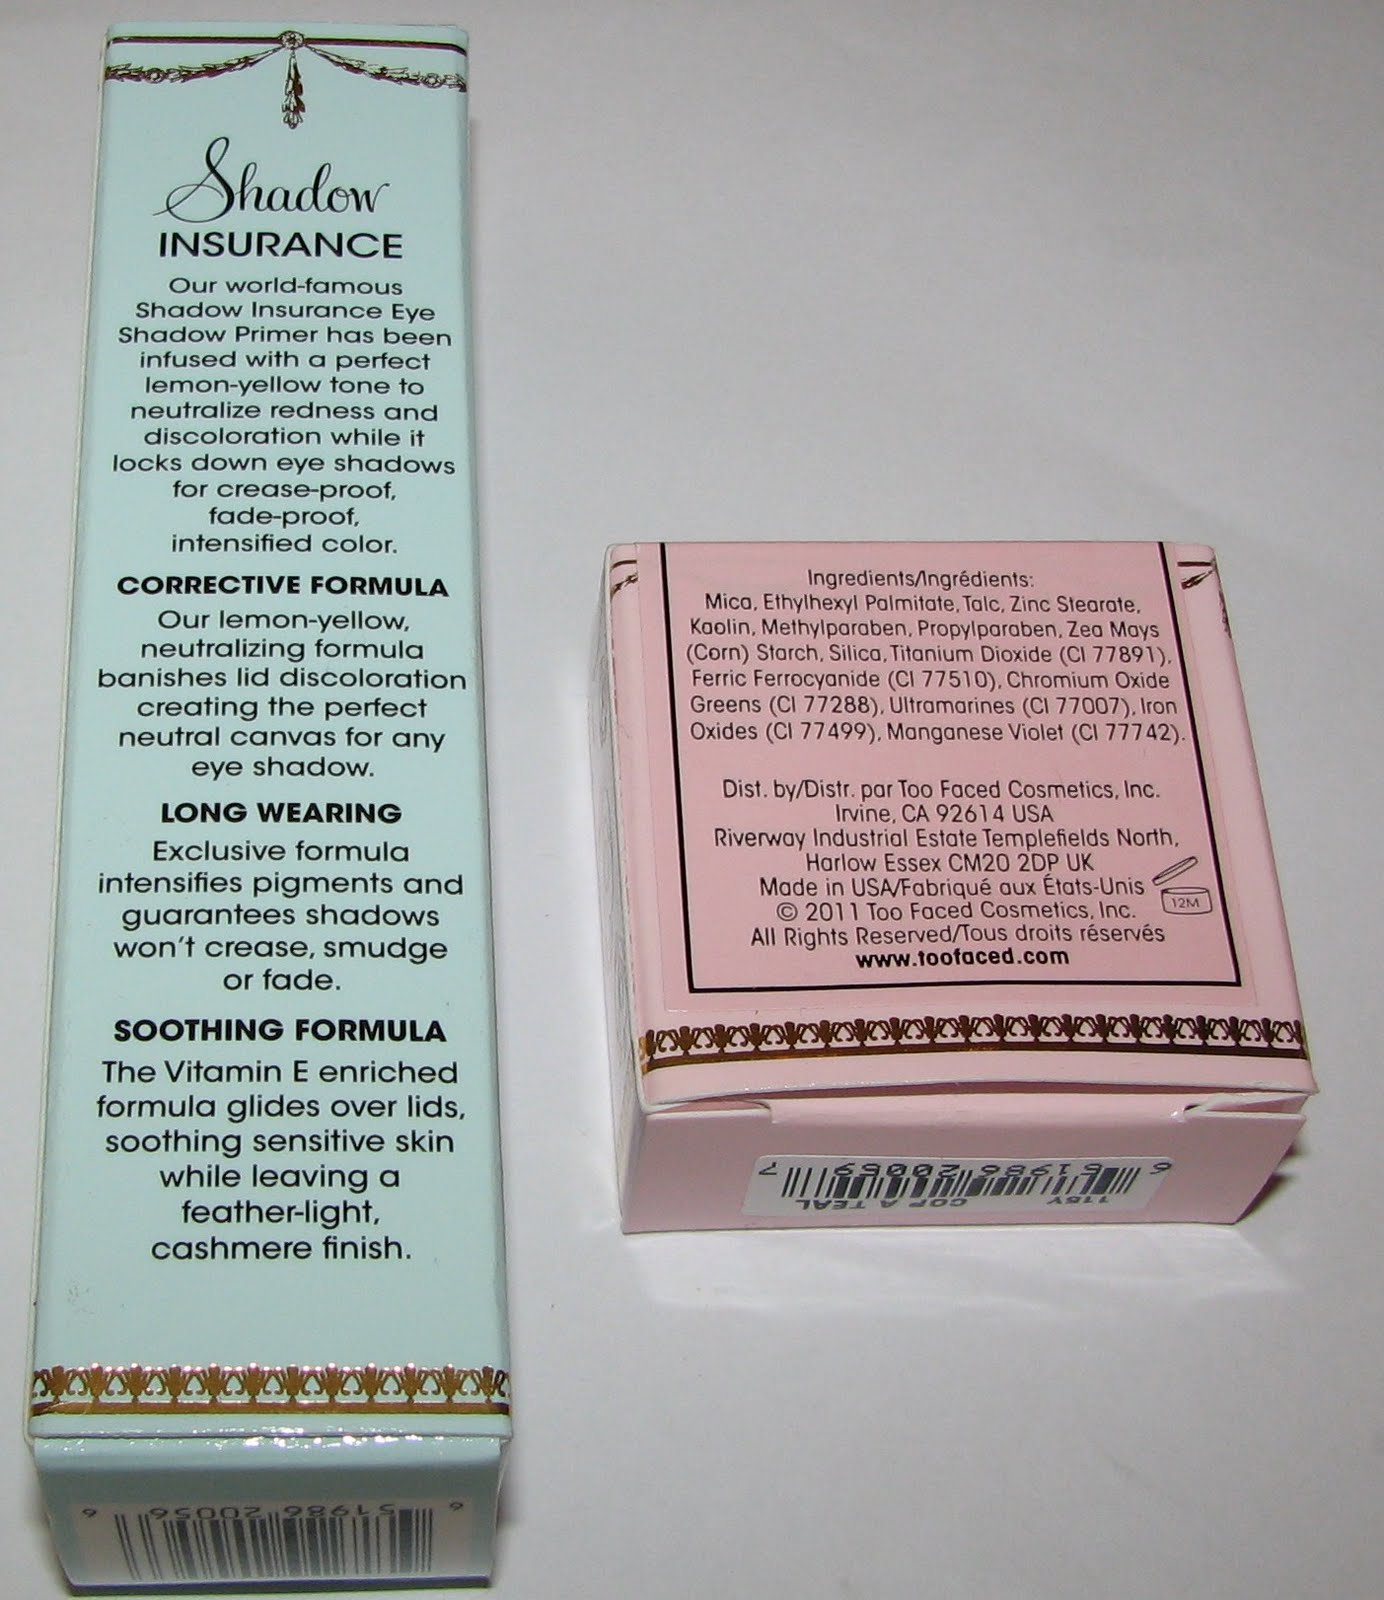 Shadow
INSURANCE
Our world-famous
Shadow Insurance Eye
Shadow Primer has been
infused with a perfect
lemon-yellow tone to
neutralize redness and
discoloration while it
locks down eye shadows
for crease-proof,
fade-proof,
intensified color.
CORRECTIVE FORMULA
Our lemon-yellow,
neutralizing formula
banishes lid discoloration
creating the perfect
neutral canvas for any
eye shadow.
LONG WEARING
Exclusive formula
intensifies pigments and
guarantees shadows
won't crease, smudge
or fade.
SOOTHING FORMULA
The Vitamin E enriched
formula glides over lids,
soothing sensitive skin
while leaving a
feather-light,
cashmere finish.
6 51986 20056 6
Ingredients/Ingrédients:
Mica, Ethylhexyl Palmitate, Talc, Zinc Stearate,
Kaolin, Methylparaben, Propylparaben, Zea Mays
(Corn) Starch, Silica, Titanium Dioxide (CI 77891),
Ferric Ferrocyanide (CI 77510), Chromium Oxide
Greens (CI 77288), Ultramarines (CI 77007), Iron
Oxides (CI 77499), Manganese Violet (CI 77742).
Dist. by/Distr. par Too Faced Cosmetics, Inc.
Irvine, CA 92614 USA
Riverway Industrial Estate Templefields North,
Harlow Essex CM20 2DP UK
Made in USA/Fabriqué aux États-Unis
12M
© 2011 Too Faced Cosmetics, Inc.
All Rights Reserved/Tous droits réservés
www.toofaced.com
115Y COP A TEAL
6 51986 20069 7